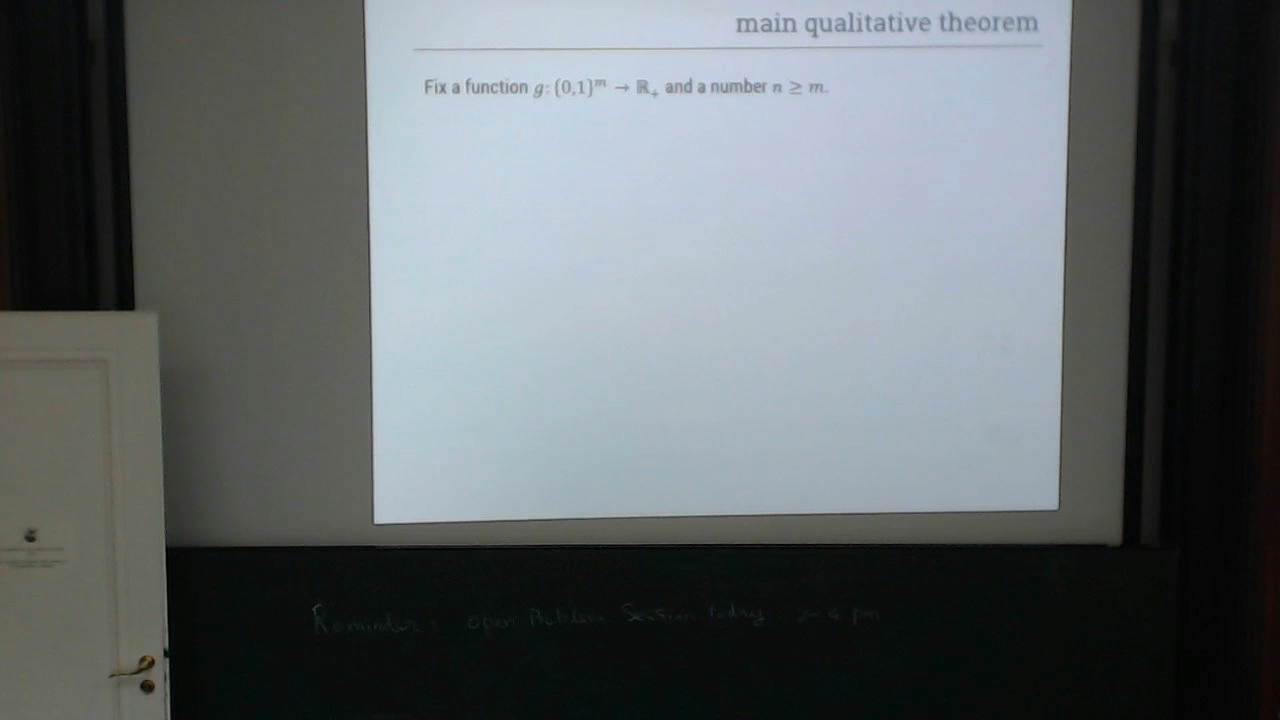 main qualitative theorem
Fix a function g: {0,1}ᵐ → ℝ₊ and a number n ≥ m.
Reminder: open Problem Session today 2-4 pm